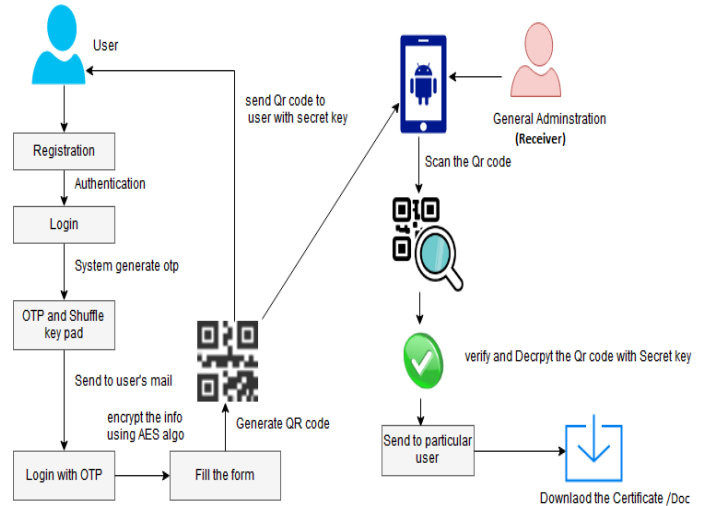 User
Registration
Authentication
Login
System generate otp
OTP and Shuffle
key pad
Send to user's mail
Login with OTP
encrypt the info
using AES algo
Fill the form
Generate QR code
send Qr code to
user with secret key
General Adminstration
(Receiver)
Scan the Qr code
verify and Decrpyt the Qr code with Secret key
Send to particular
user
Downlaod the Certificate /Doc